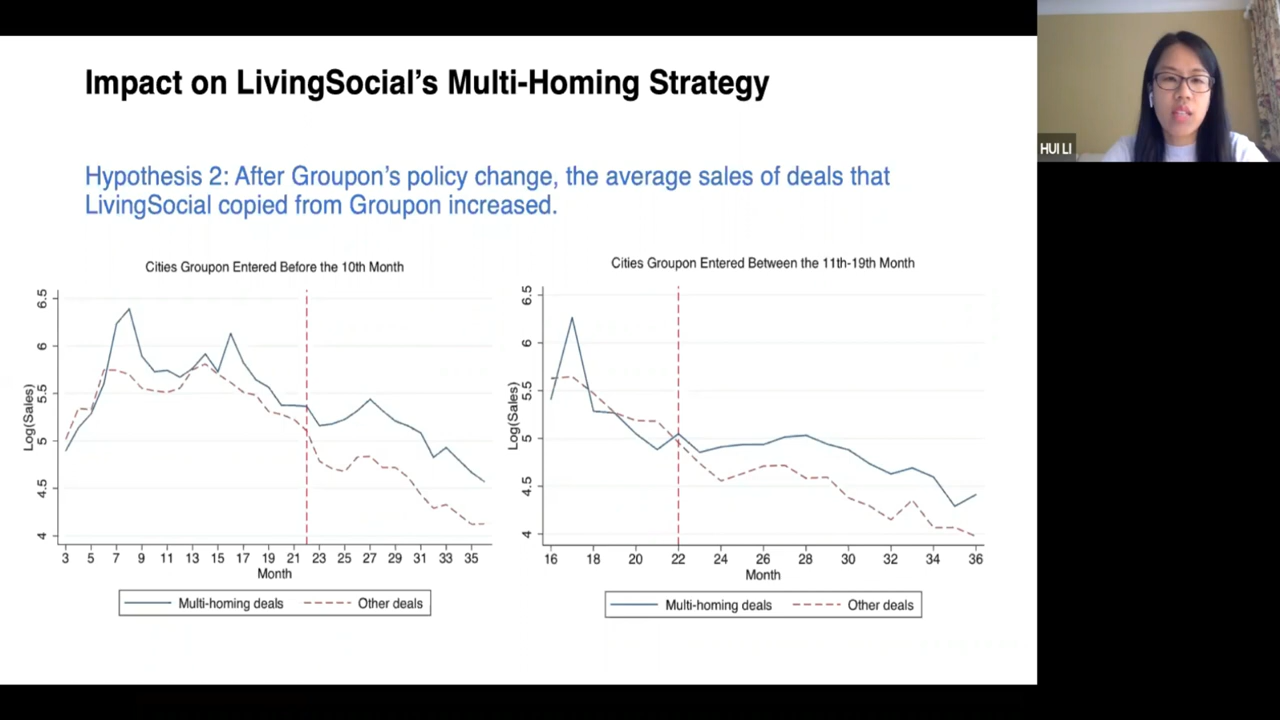 Impact on LivingSocial's Multi-Homing Strategy
HUI LI
Hypothesis 2: After Groupon's policy change, the average sales of deals that
LivingSocial copied from Groupon increased.
Cities Groupon Entered Before the 10th Month
Log(Sales)
6.5
6
5.5
5
4.5
4
3 5 7 9 11 13 15 17 19 21 23 25 27 29 31 33 35
Month
Multi-homing deals Other deals
Cities Groupon Entered Between the 11th-19th Month
Log(Sales)
6.5
6
5.5
5
4.5
4
16 18 20 22 24 26 28 30 32 34 36
Month
Multi-homing deals Other deals